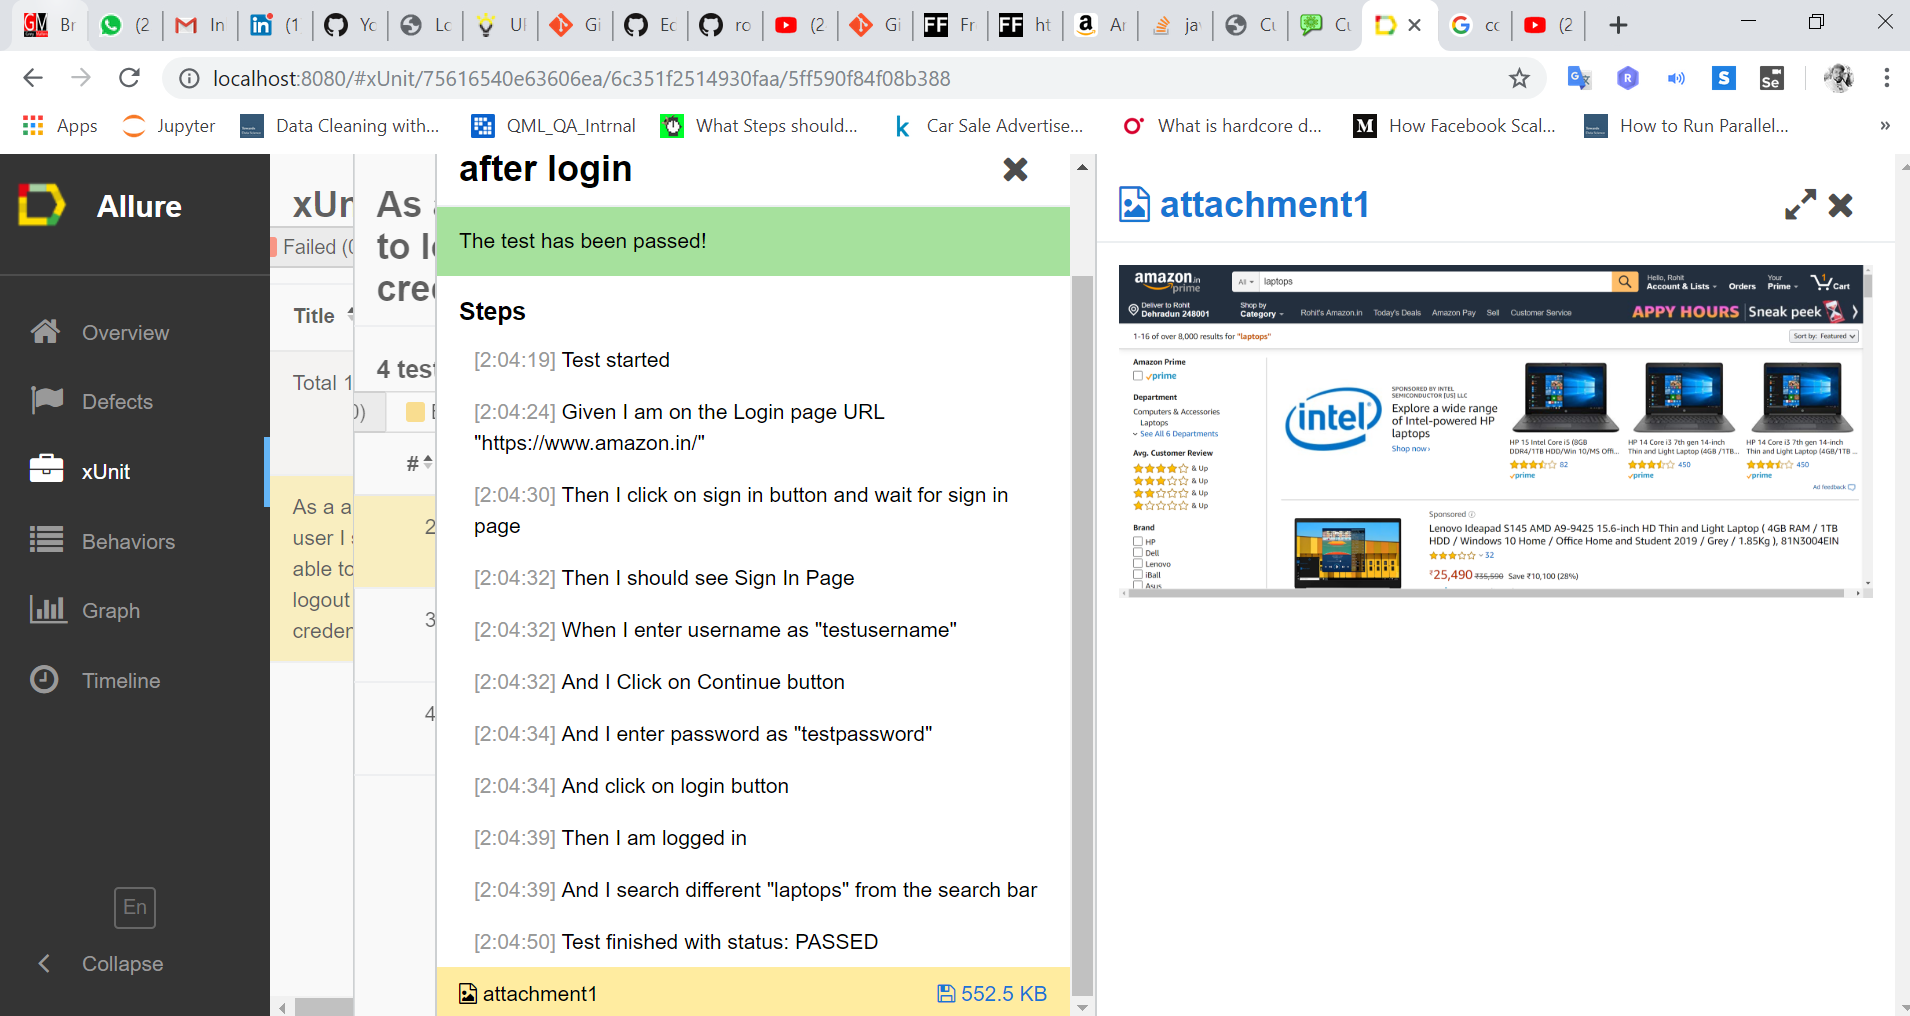 GM Br (2 In (1 Yo Lo Ul Gi Ec ro (2 Gi FF Fr FF ht Ar ja Cu Cu cc (2
localhost:8080/#xUnit/75616540e63606ea/6c351f2514930faa/5ff590f84f08b388
Apps Jupyter Data Cleaning with... QML_QA_Intrnal What Steps should... Car Sale Advertise... What is hardcore d... How Facebook Scal... How to Run Parallel... »
Allure
Overview
Defects
xUnit
Behaviors
Graph
Timeline
En
Collapse
xUn
Failed (0
Title
Total 1
As a a
user I s
able to
logout
creden
As a
to lo
cred
4 test
0)
#
2
3
4
after login
The test has been passed!
Steps
[2:04:19] Test started
[2:04:24] Given I am on the Login page URL
"https://www.amazon.in/"
[2:04:30] Then I click on sign in button and wait for sign in
page
[2:04:32] Then I should see Sign In Page
[2:04:32] When I enter username as "testusername"
[2:04:32] And I Click on Continue button
[2:04:34] And I enter password as "testpassword"
[2:04:34] And click on login button
[2:04:39] Then I am logged in
[2:04:39] And I search different "laptops" from the search bar
[2:04:50] Test finished with status: PASSED
attachment1 552.5 KB
attachment1
amazon.in
prime
All laptops
Hello, Rohit
Account & Lists
Orders
Your
Prime
1
Cart
Deliver to Rohit
Dehradun 248001
Shop by
Category
Rohit's Amazon.in Today's Deals Amazon Pay Sell Customer Service
APPY HOURS Sneak peek
1-16 of over 8,000 results for "laptops"
Sort by: Featured
Amazon Prime
prime
Department
Computers & Accessories
Laptops
See All 6 Departments
Avg. Customer Review
& Up
& Up
& Up
& Up
Brand
HP
Dell
Lenovo
iBall
Asus
intel
SPONSORED BY INTEL
SEMICONDUCTOR [US] LLC
Explore a wide range
of Intel-powered HP
laptops
Shop now ›
HP 15 Intel Core i5 (8GB
DDR4/1TB HDD/Win 10/MS Offi...
82
prime
HP 14 Core i3 7th gen 14-inch
Thin and Light Laptop (4GB /1TB...
450
prime
HP 14 Core i3 7th gen 14-inch
Thin and Light Laptop (4GB/1TB ...
450
prime
Ad feedback
Sponsored
Lenovo Ideapad S145 AMD A9-9425 15.6-inch HD Thin and Light Laptop ( 4GB RAM / 1TB
HDD / Windows 10 Home / Office Home and Student 2019 / Grey / 1.85Kg ), 81N3004EIN
32
₹25,490 ₹35,590 Save ₹10,100 (28%)